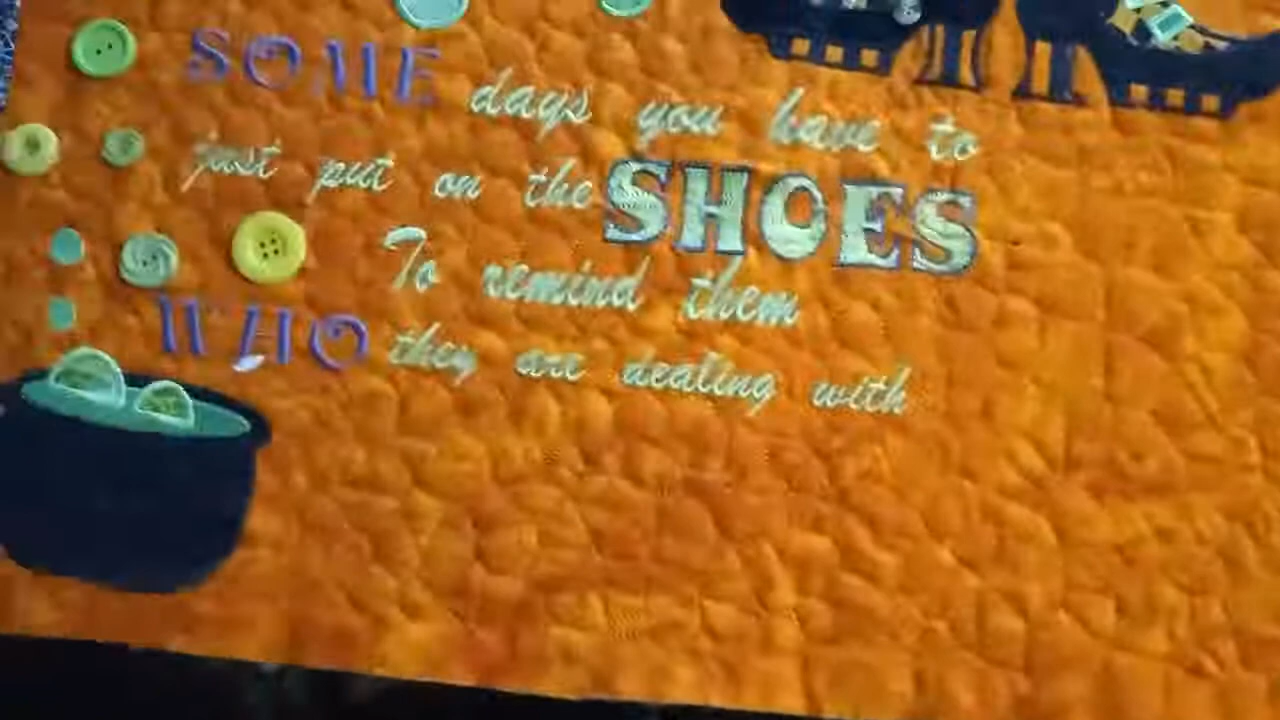 SOME days you have to
just put on the SHOES
To remind them
WHO they are dealing with